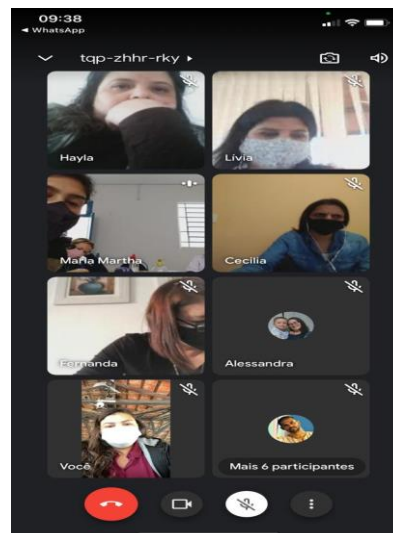 09:38
◄ WhatsApp
tqp-zhhr-rky ▸
Hayla
Lívia
Maria Martha
Cecília
Fernanda
Alessandra
Você
Mais 6 participantes